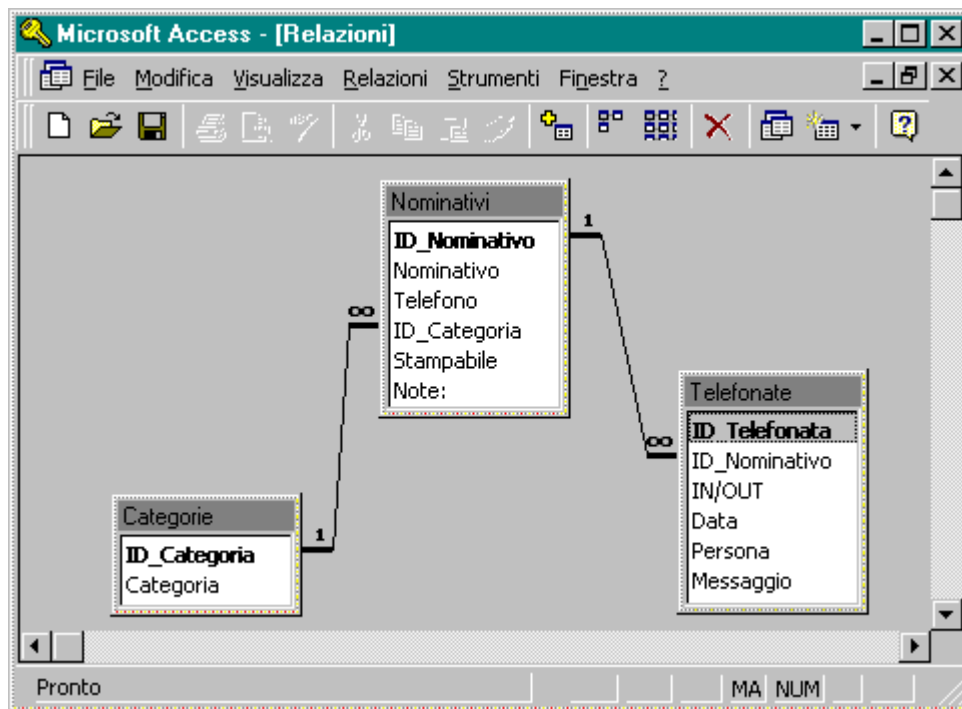 Microsoft Access - [Relazioni]
File Modifica Visualizza Relazioni Strumenti Finestra ?
Nominativi
ID_Nominativo
Nominativo
Telefono
ID_Categoria
Stampabile
Note:
1
∞
Telefonate
ID_Telefonata
ID_Nominativo
IN/OUT
Data
Persona
Messaggio
∞
Categorie
ID_Categoria
Categoria
1
Pronto
MA NUM